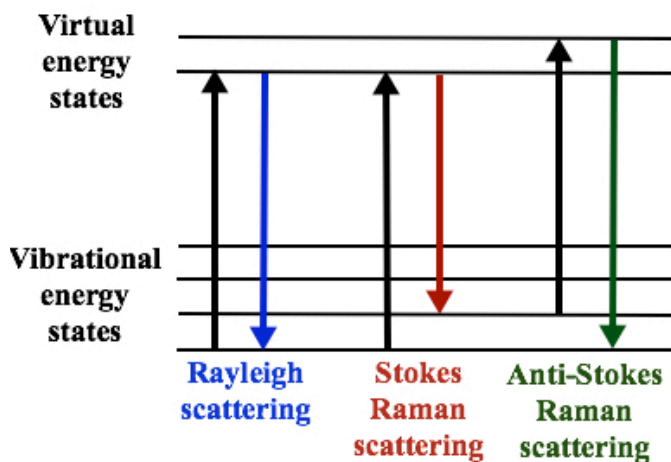 Virtual
energy
states
Vibrational
energy
states
Rayleigh
scattering
Stokes
Raman
scattering
Anti-Stokes
Raman
scattering